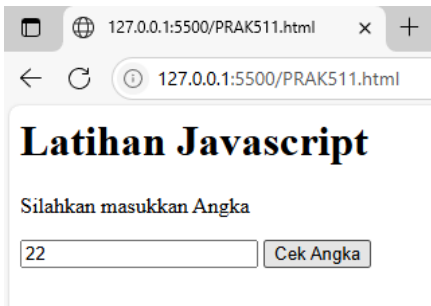 127.0.0.1:5500/PRAK511.html
127.0.0.1:5500/PRAK511.html
Latihan Javascript
Silahkan masukkan Angka
22 Cek Angka